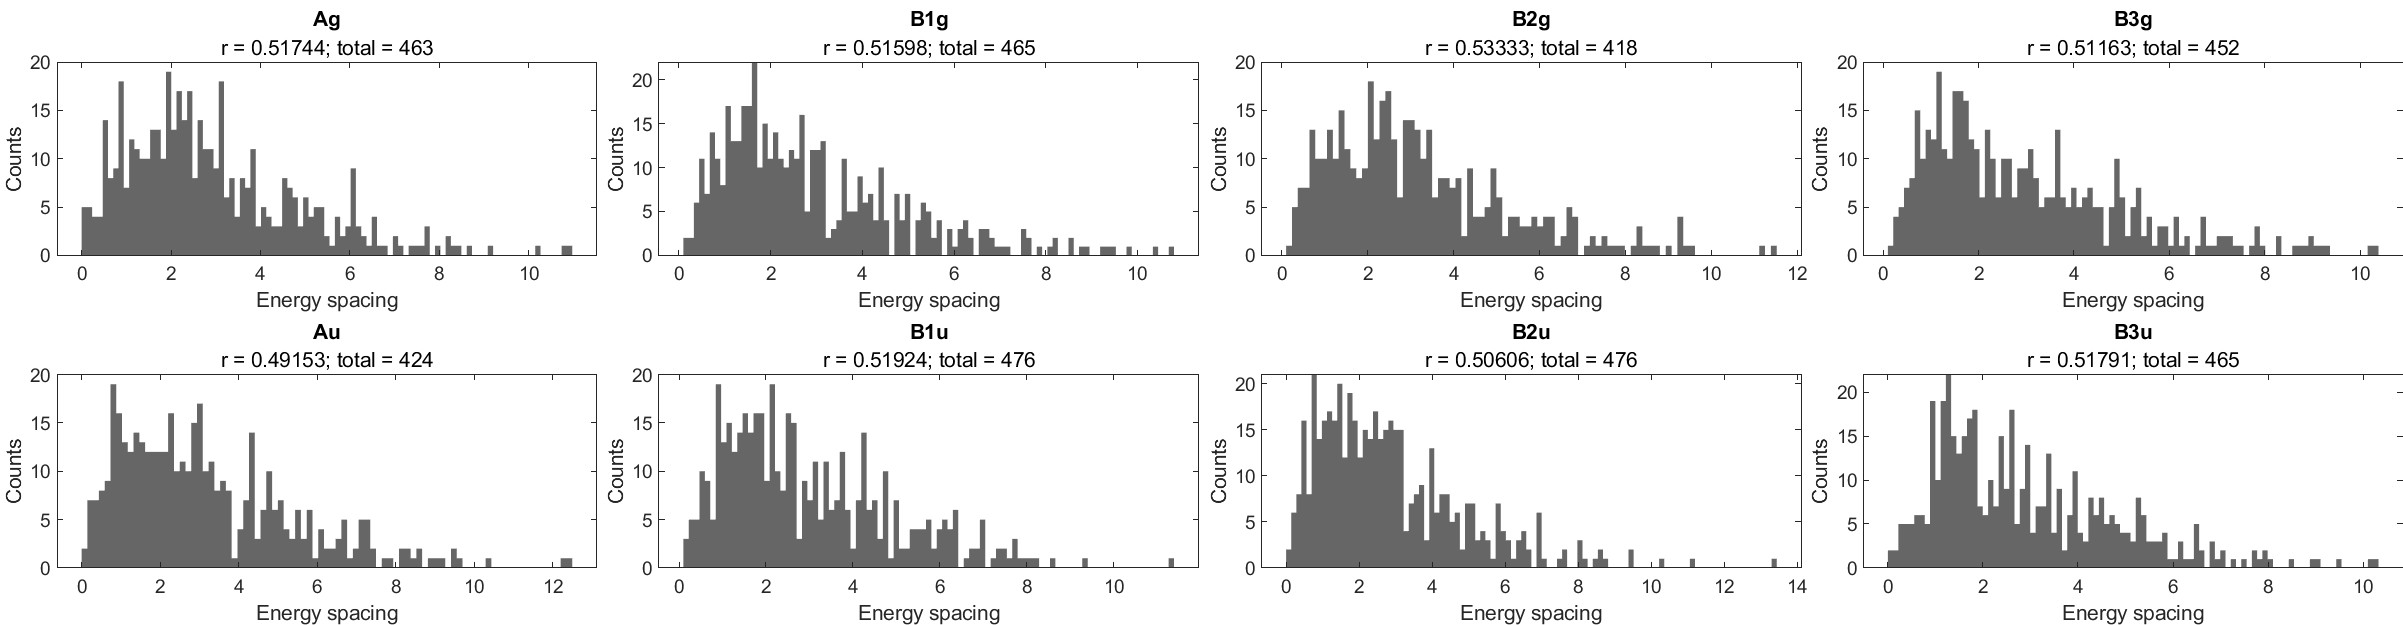 Ag
r = 0.51744; total = 463
20
15
10
5
0
Counts
0 2 4 6 8 10
Energy spacing
B1g
r = 0.51598; total = 465
20
15
10
5
0
Counts
0 2 4 6 8 10
Energy spacing
B2g
r = 0.53333; total = 418
20
15
10
5
0
Counts
0 2 4 6 8 10 12
Energy spacing
B3g
r = 0.51163; total = 452
20
15
10
5
0
Counts
0 2 4 6 8 10
Energy spacing
Au
r = 0.49153; total = 424
20
15
10
5
0
Counts
0 2 4 6 8 10 12
Energy spacing
B1u
r = 0.51924; total = 476
20
15
10
5
0
Counts
0 2 4 6 8 10
Energy spacing
B2u
r = 0.50606; total = 476
20
15
10
5
0
Counts
0 2 4 6 8 10 12 14
Energy spacing
B3u
r = 0.51791; total = 465
20
15
10
5
0
Counts
0 2 4 6 8 10
Energy spacing